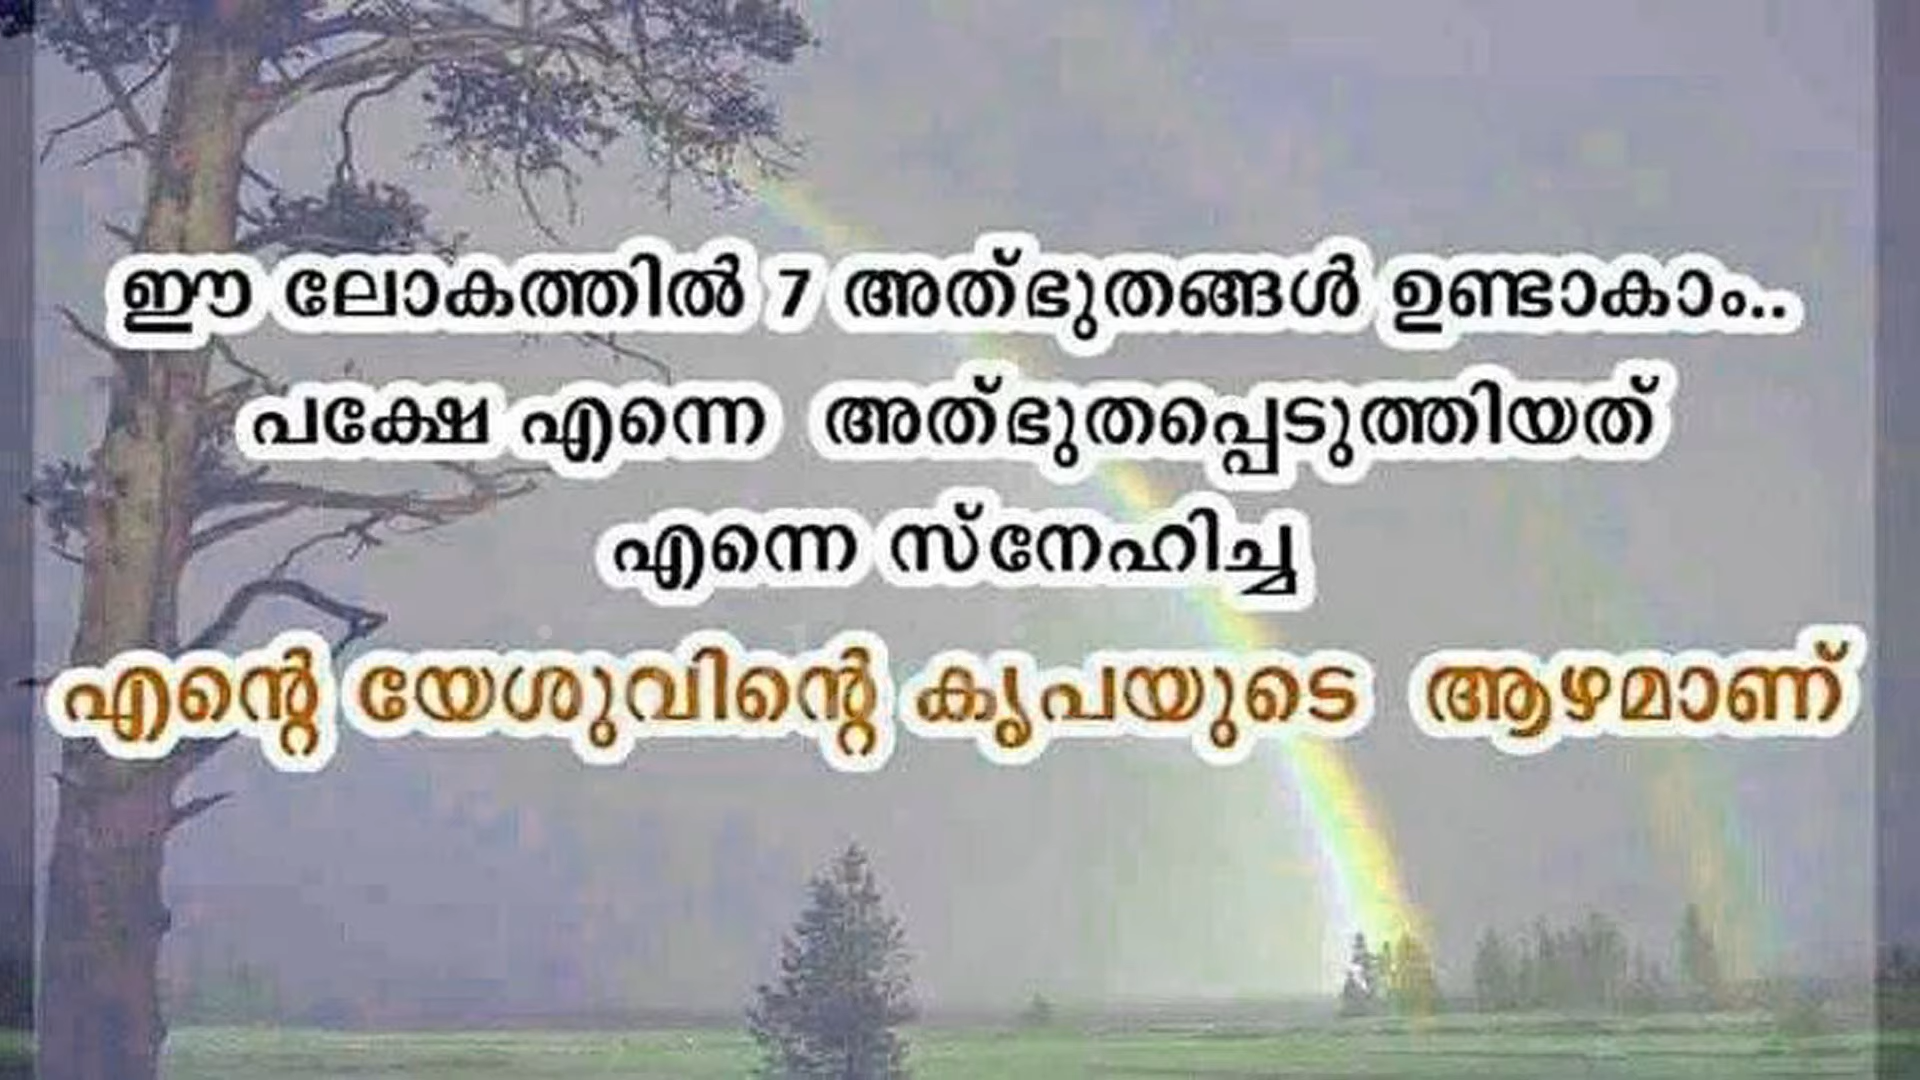 ഈ ലോകത്തിൽ 7 അത്ഭുതങ്ങൾ ഉണ്ടാകാം..
പക്ഷേ എന്നെ അത്ഭുതപ്പെടുത്തിയത്
എന്നെ സ്നേഹിച്ച
എന്റെ യേശുവിന്റെ കൃപയുടെ ആഴമാണ്